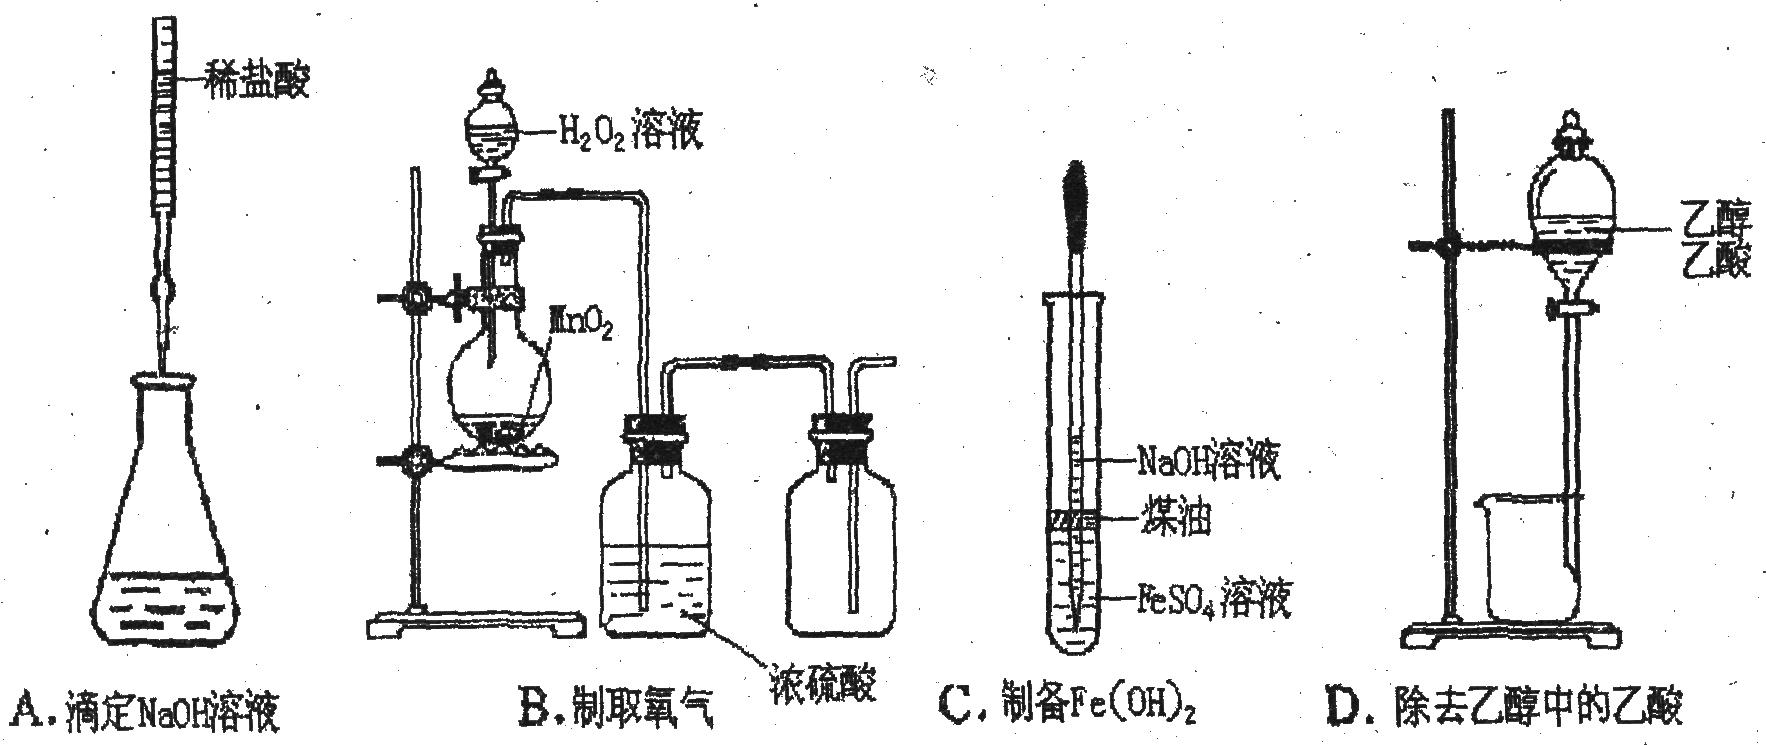 稀盐酸
H₂O₂溶液
MnO₂
浓硫酸
NaOH溶液
煤油
FeSO₄溶液
乙醇
乙酸
A.滴定NaOH溶液
B.制取氧气
C.制备Fe(OH)₂
D.除去乙醇中的乙酸